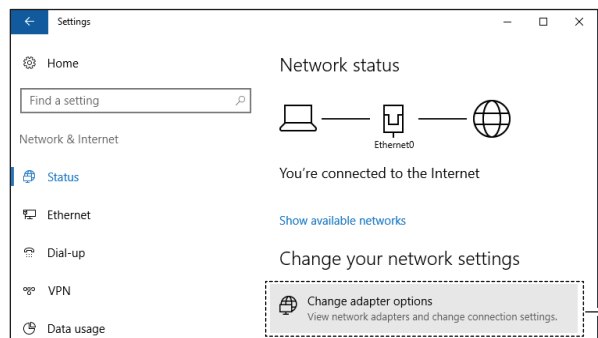 Settings
Home
Find a setting
Network & Internet
Status
Ethernet
Dial-up
VPN
Data usage
Network status
Ethernet0
You're connected to the Internet
Show available networks
Change your network settings
Change adapter options
View network adapters and change connection settings.